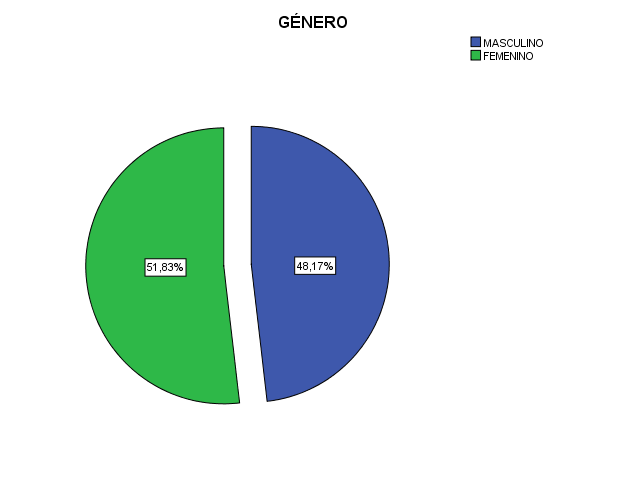 GÉNERO
MASCULINO
FEMENINO
51,83%
48,17%